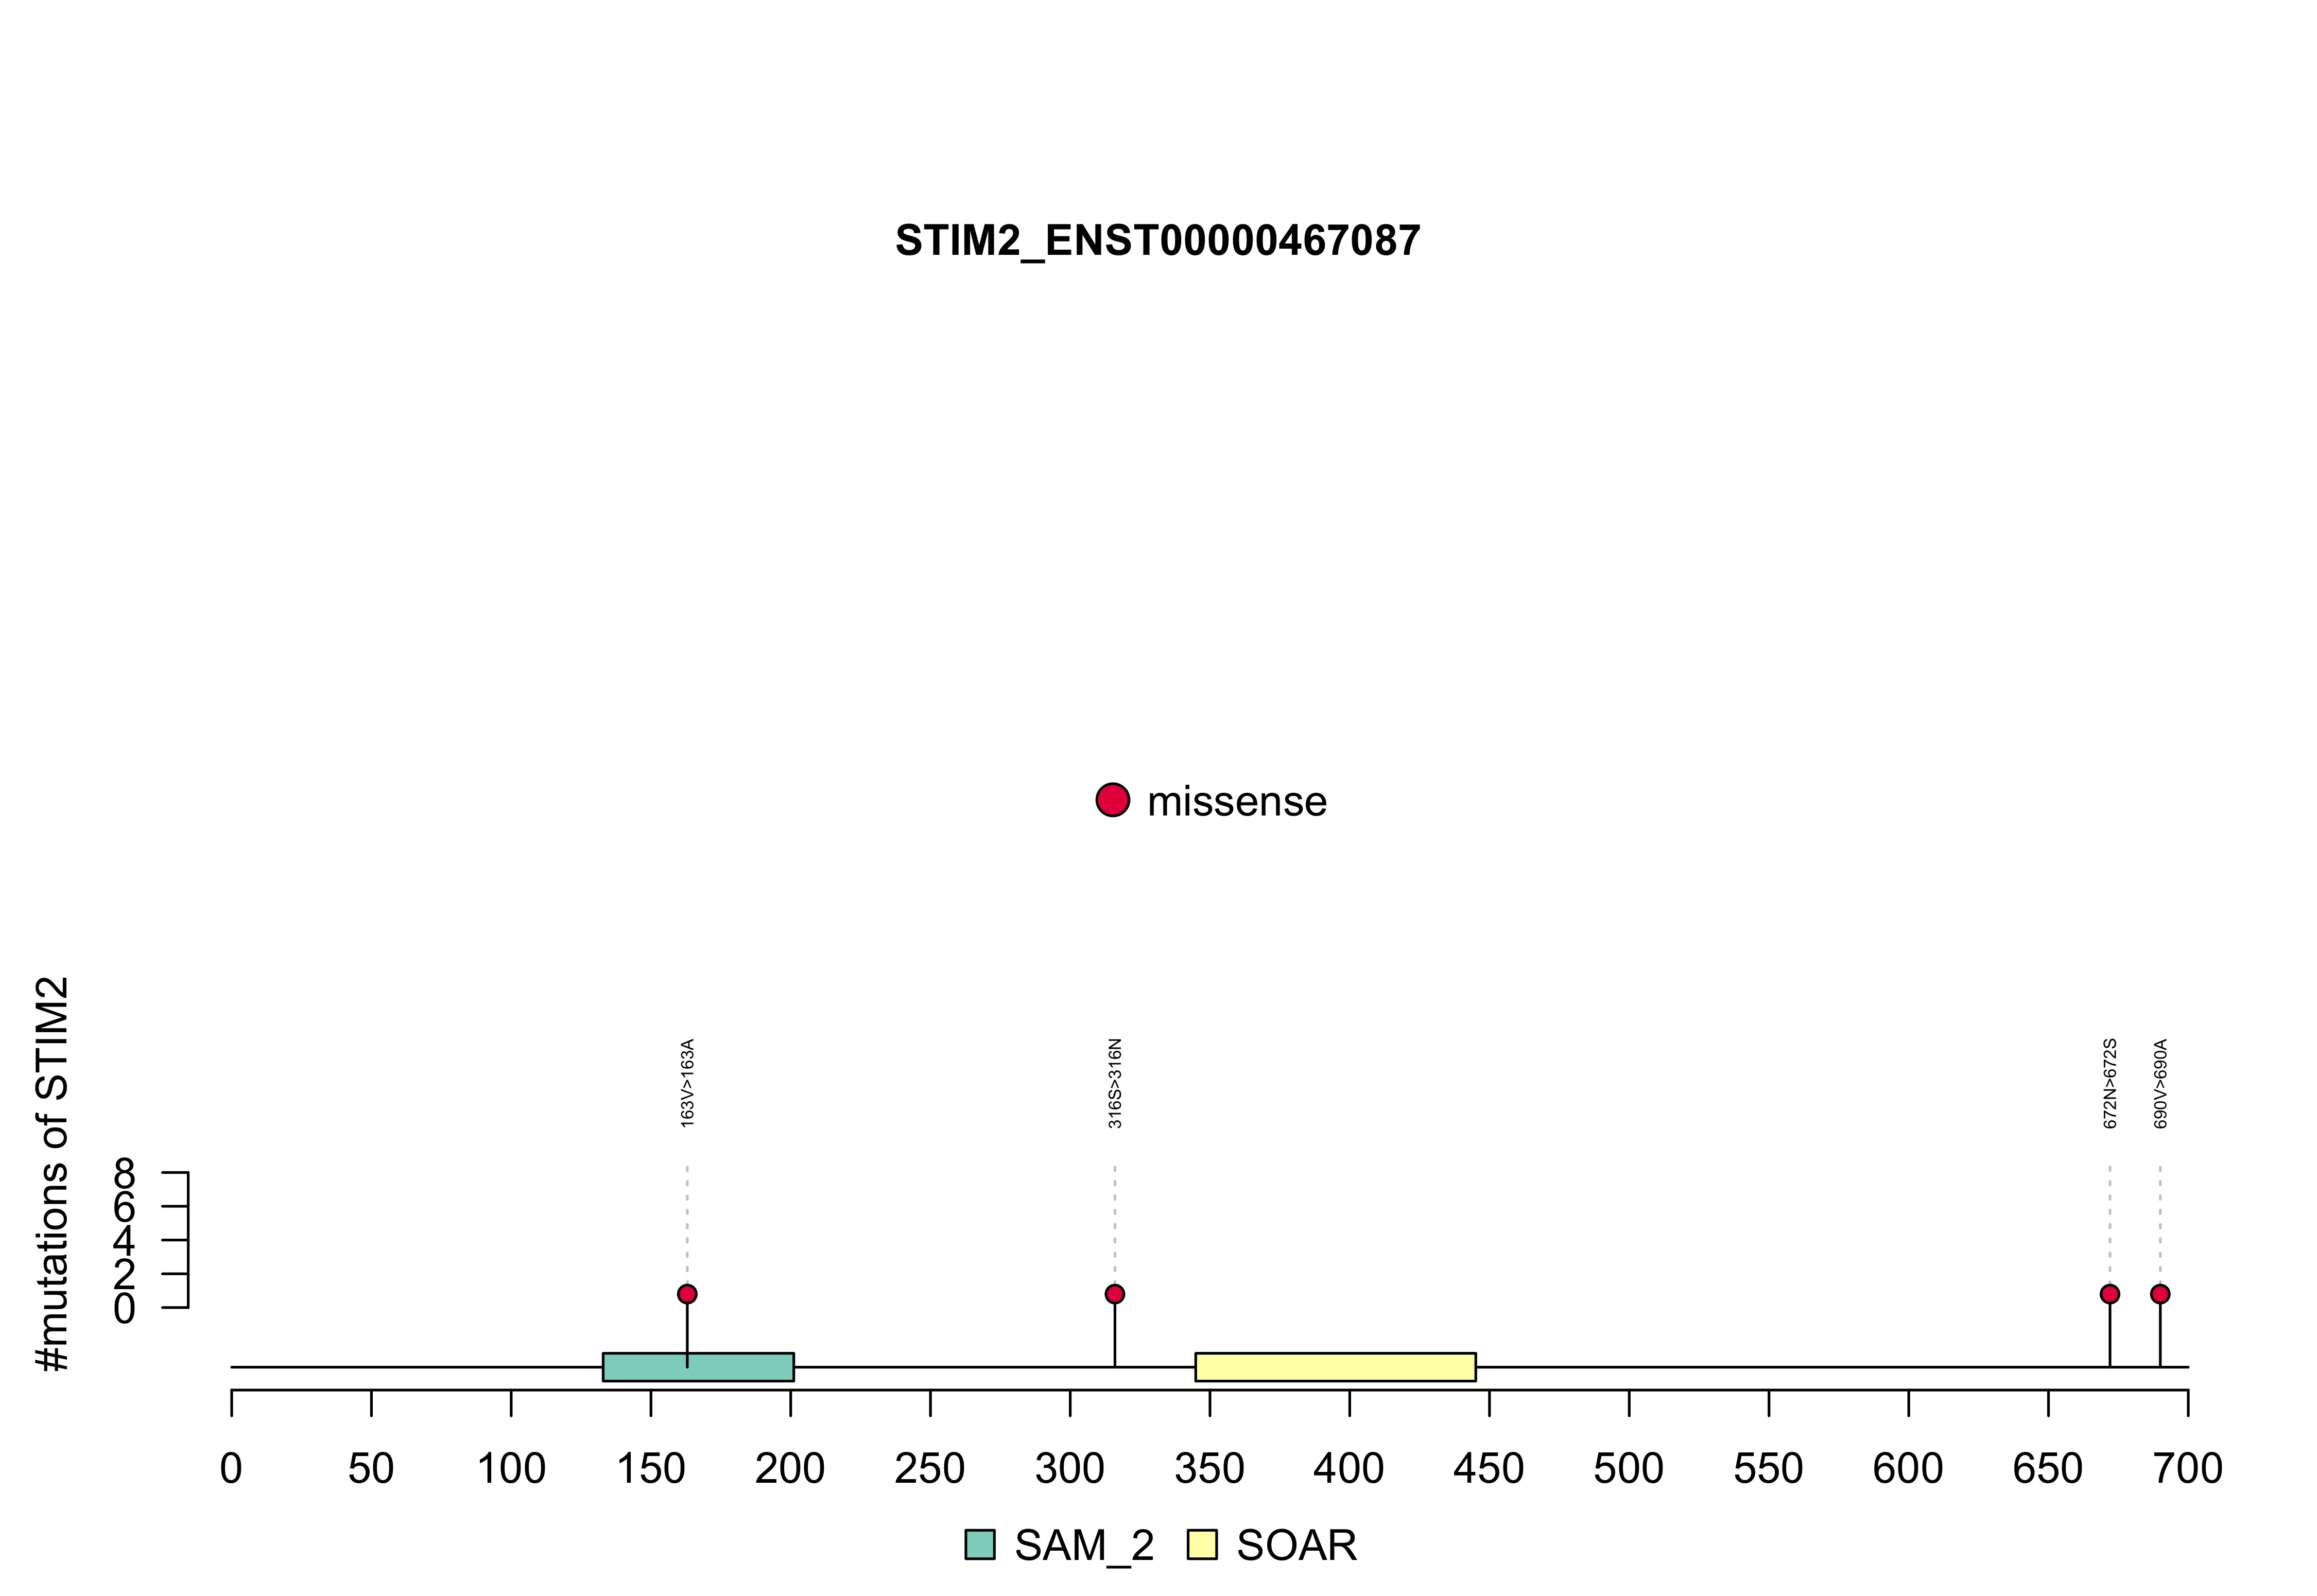 STIM2_ENST00000467087
missense
#mutations of STIM2
163V>163A
316S>316N
672N>672S
690V>690A
8
6
4
2
0
0 50 100 150 200 250 300 350 400 450 500 550 600 650 700
SAM_2 SOAR